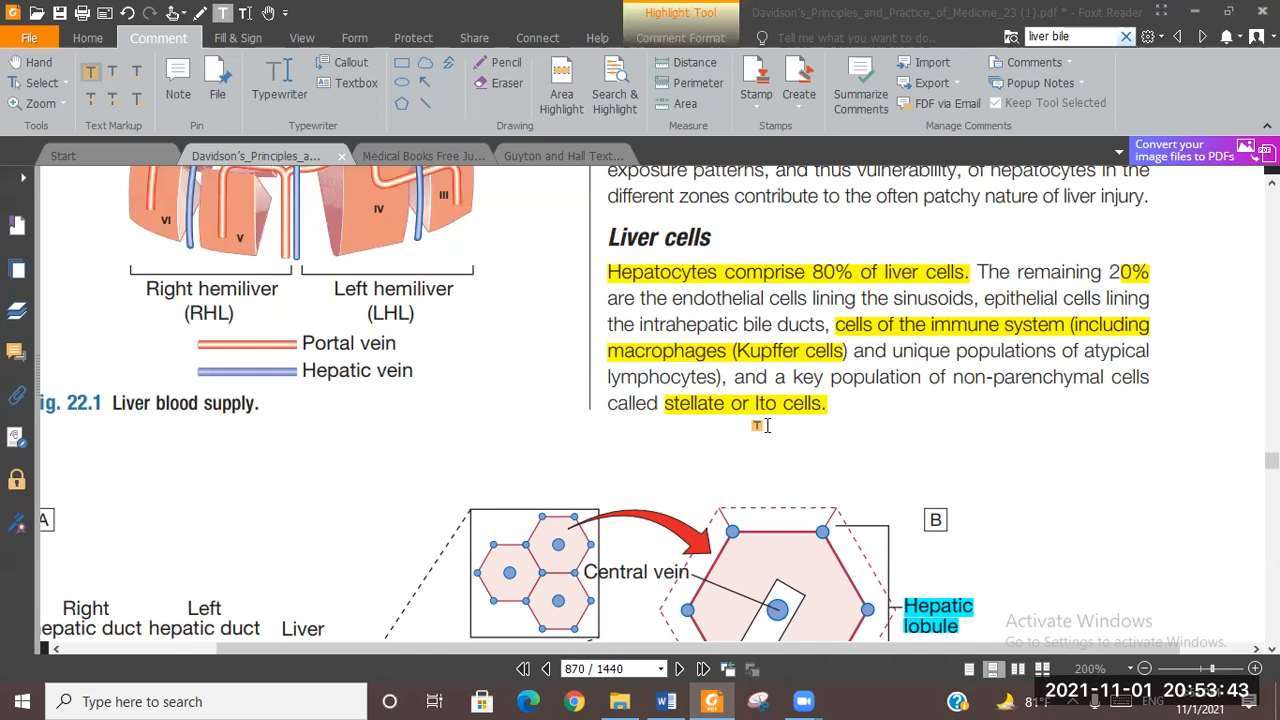 Highlight Tool
Davidson's_Principles_and_Practice_of_Medicine_23 (1).pdf * - Foxit Reader
File
Home
Comment
Fill & Sign
View
Form
Protect
Share
Connect
Help
Comment Format
Tell me what you want to do..
liver bile
Hand
Select
Zoom
Tools
Text Markup
Note
File
Pin
Typewriter
Callout
Textbox
Typewriter
Pencil
Eraser
Drawing
Area
Highlight
Search &
Highlight
Distance
Perimeter
Area
Measure
Stamp
Create
Stamps
Summarize
Comments
Import
Export
FDF via Email
Comments
Popup Notes
Keep Tool Selected
Manage Comments
Start
Davidson's_Principles_a...
Medical Books Free Ju...
Guyton and Hall Text...
Convert your
image files to PDFs
VI
V
IV
III
Right hemiliver
(RHL)
Left hemiliver
(LHL)
Portal vein
Hepatic vein
ig. 22.1 Liver blood supply.
exposure patterns, and thus vulnerability, of hepatocytes in the
different zones contribute to the often patchy nature of liver injury.
Liver cells
Hepatocytes comprise 80% of liver cells. The remaining 20%
are the endothelial cells lining the sinusoids, epithelial cells lining
the intrahepatic bile ducts, cells of the immune system (including
macrophages (Kupffer cells) and unique populations of atypical
lymphocytes), and a key population of non-parenchymal cells
called stellate or Ito cells.
A
B
Central vein
Hepatic
lobule
Right
epatic duct
Left
hepatic duct
Liver
Activate Windows
Go to Settings to activate Windows.
870 / 1440
200%
Type here to search
81°F
ENG
2021-11-01 20:53:43
11/1/2021